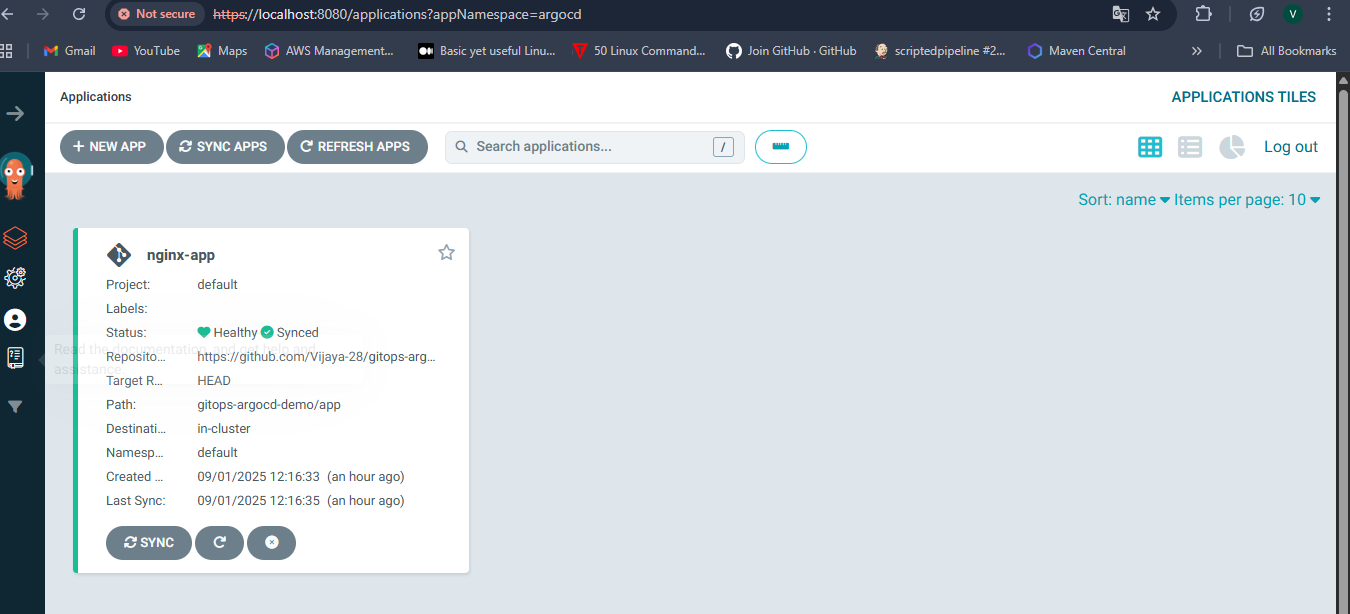 Not secure https://localhost:8080/applications?appNamespace=argocd V
Gmail YouTube Maps AWS Management... Basic yet useful Linu... 50 Linux Command... Join GitHub · GitHub scriptedpipeline #2... Maven Central » All Bookmarks
Applications APPLICATIONS TILES
+ NEW APP SYNC APPS REFRESH APPS Search applications... / Log out
Sort: name Items per page: 10
nginx-app
Project: default
Labels:
Status: Healthy Synced
Read the documentation, and get help and
assistance.
Reposito... https://github.com/Vijaya-28/gitops-arg...
Target R... HEAD
Path: gitops-argocd-demo/app
Destinati... in-cluster
Namesp... default
Created ... 09/01/2025 12:16:33 (an hour ago)
Last Sync: 09/01/2025 12:16:35 (an hour ago)
SYNC